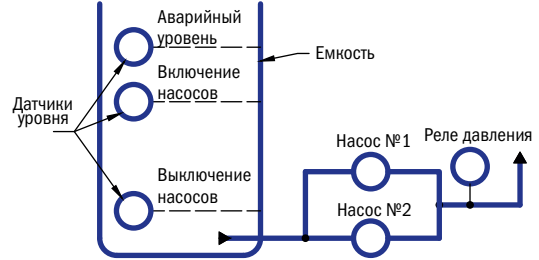 Аварийный
уровень
Емкость
Включение
насосов
Датчики
уровня
Насос №1
Реле давления
Выключение
насосов
Насос №2